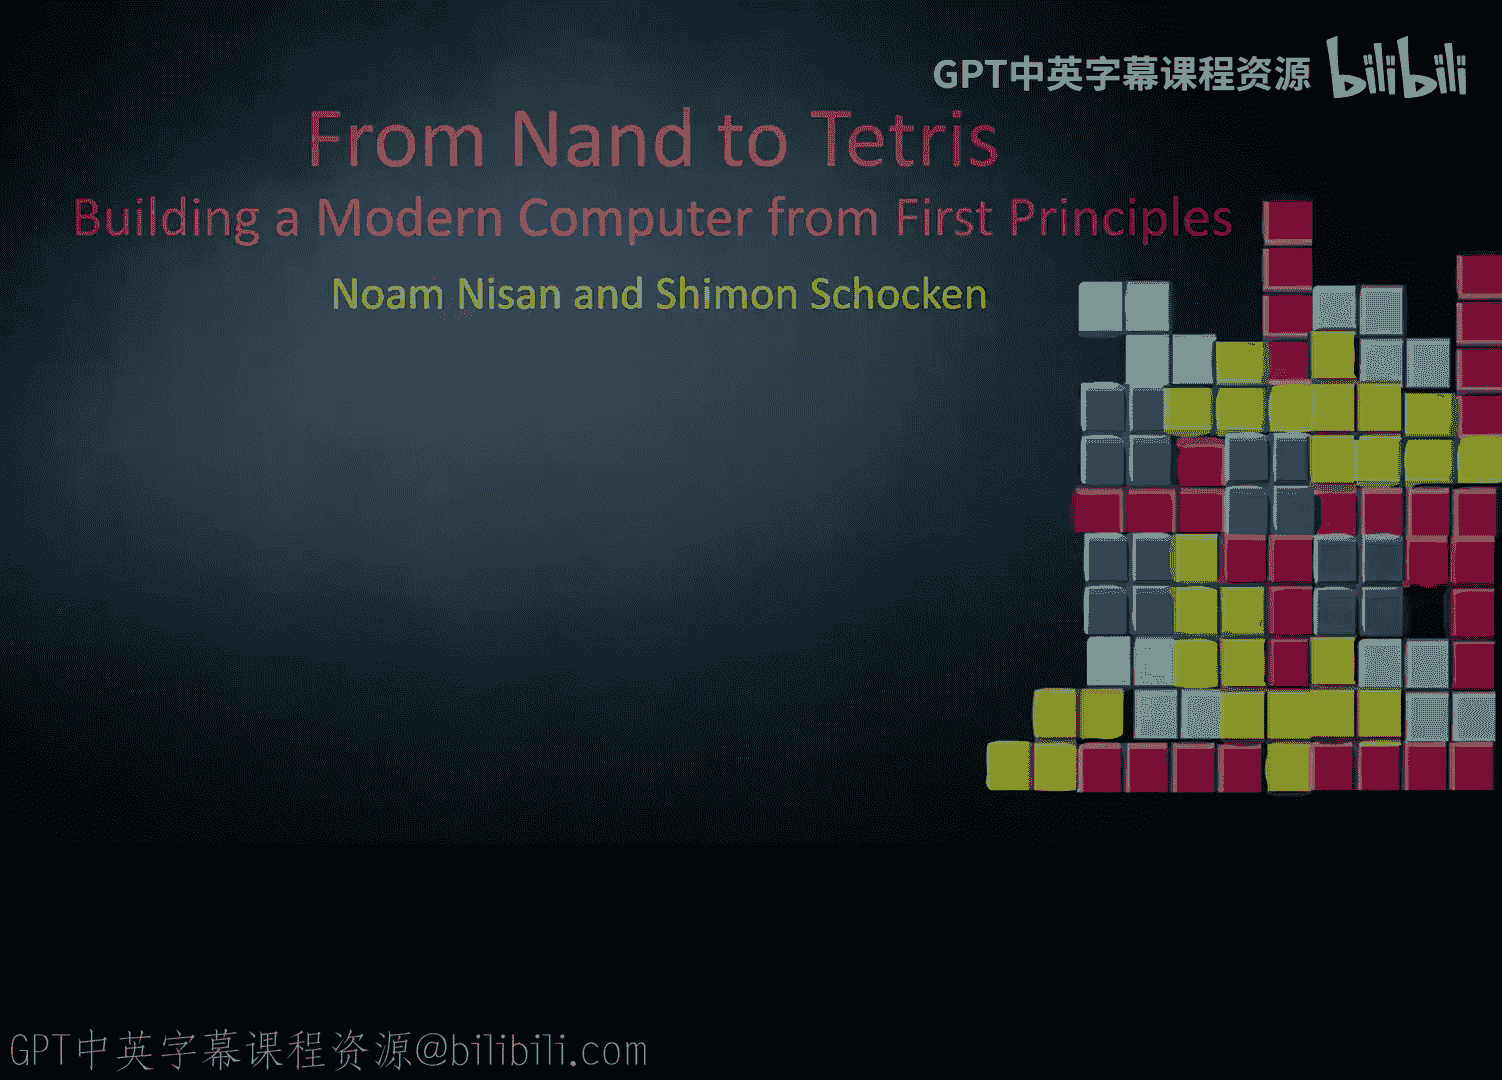 GPT中英字幕课程资源 bilibili
From Nand to Tetris
Building a Modern Computer from First Principles
Noam Nisan and Shimon Schocken
GPT中英字幕课程资源@bilibili.com